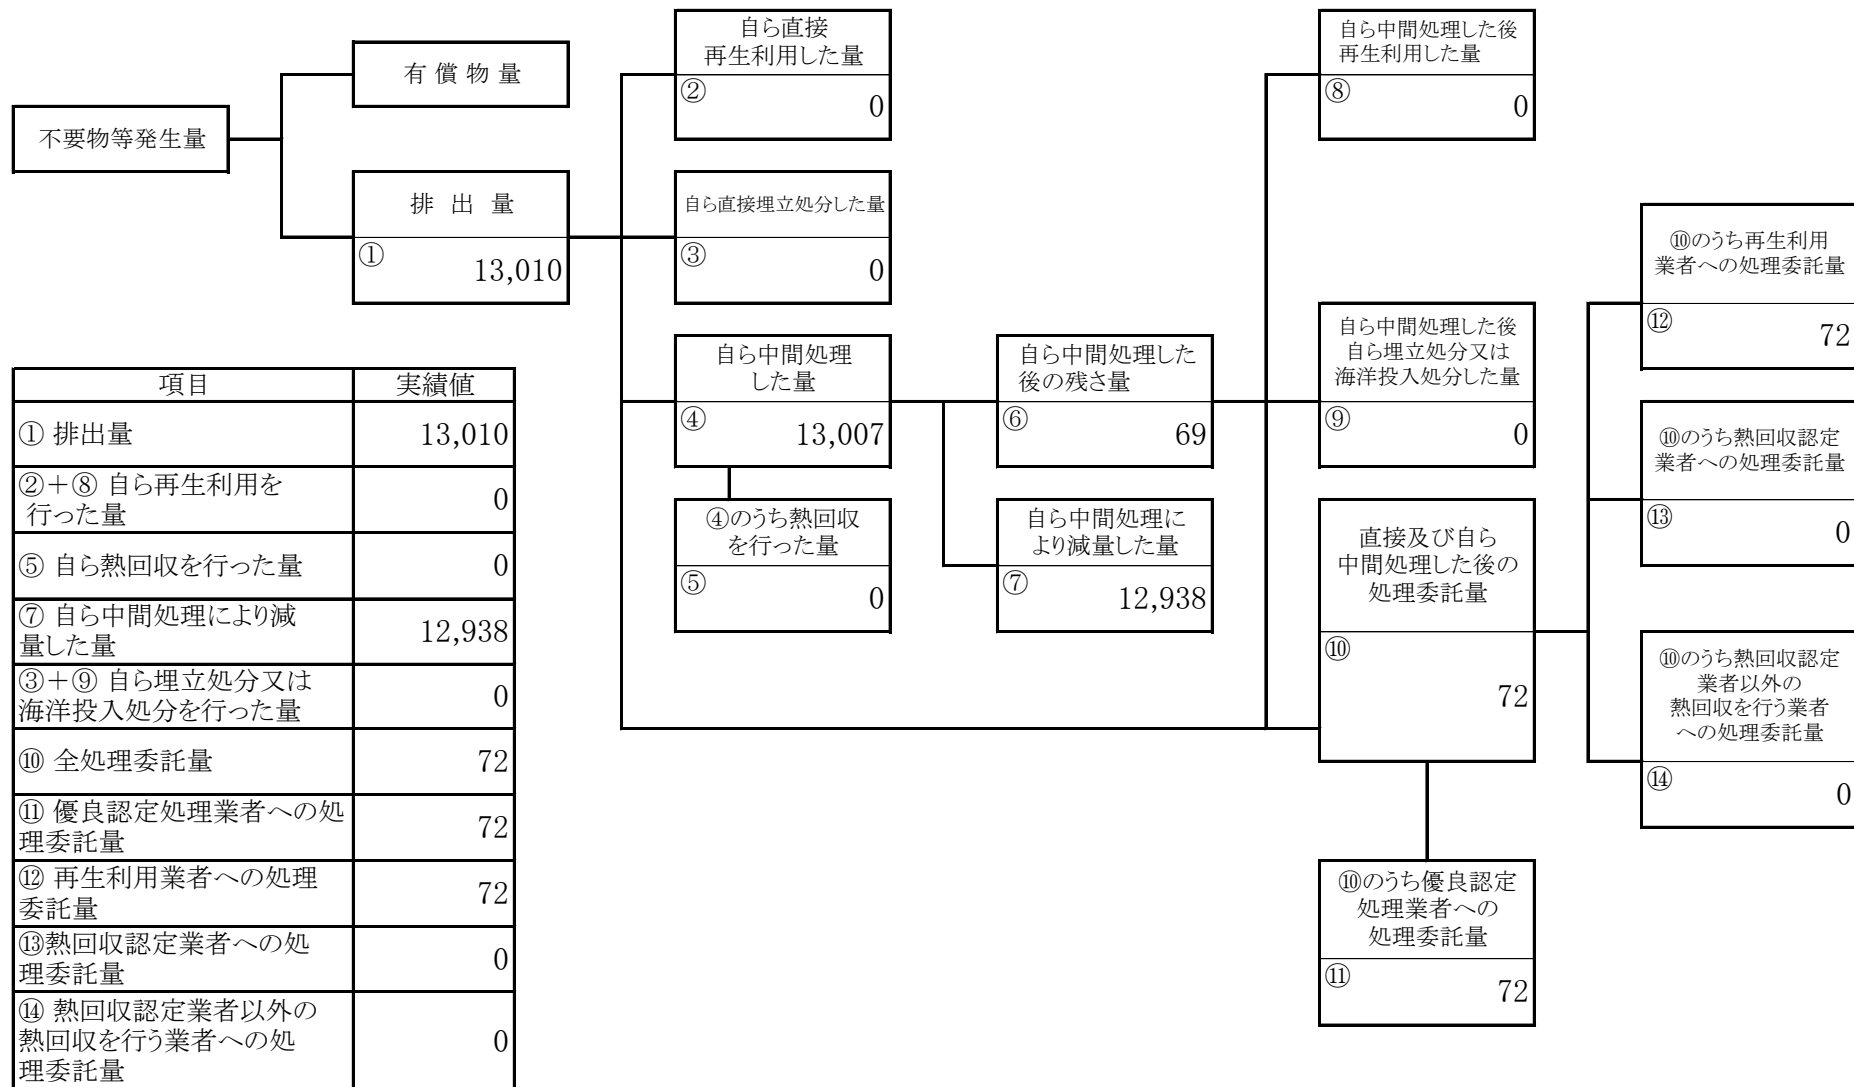 不要物等発生量
有償物量
排出量
①
13,010
自ら直接
再生利用した量
②
0
自ら直接埋立処分した量
③
0
自ら中間処理
した量
④
13,007
④のうち熱回収
を行った量
⑤
0
自ら中間処理した
後の残さ量
⑥
69
自ら中間処理に
より減量した量
⑦
12,938
自ら中間処理した後
再生利用した量
⑧
0
自ら中間処理した後
自ら埋立処分又は
海洋投入処分した量
⑨
0
直接及び自ら
中間処理した後の
処理委託量
⑩
72
⑩のうち優良認定
処理業者への
処理委託量
⑪
72
⑩のうち再生利用
業者への処理委託量
⑫
72
⑩のうち熱回収認定
業者への処理委託量
⑬
0
⑩のうち熱回収認定
業者以外の
熱回収を行う業者
への処理委託量
⑭
0
項目 実績値
① 排出量 13,010
②＋⑧ 自ら再生利用を
行った量 0
⑤ 自ら熱回収を行った量 0
⑦ 自ら中間処理により減
量した量 12,938
③＋⑨ 自ら埋立処分又は
海洋投入処分を行った量 0
⑩ 全処理委託量 72
⑪ 優良認定処理業者への処
理委託量 72
⑫ 再生利用業者への処理
委託量 72
⑬熱回収認定業者への処
理委託量 0
⑭ 熱回収認定業者以外の
熱回収を行う業者への処
理委託量 0